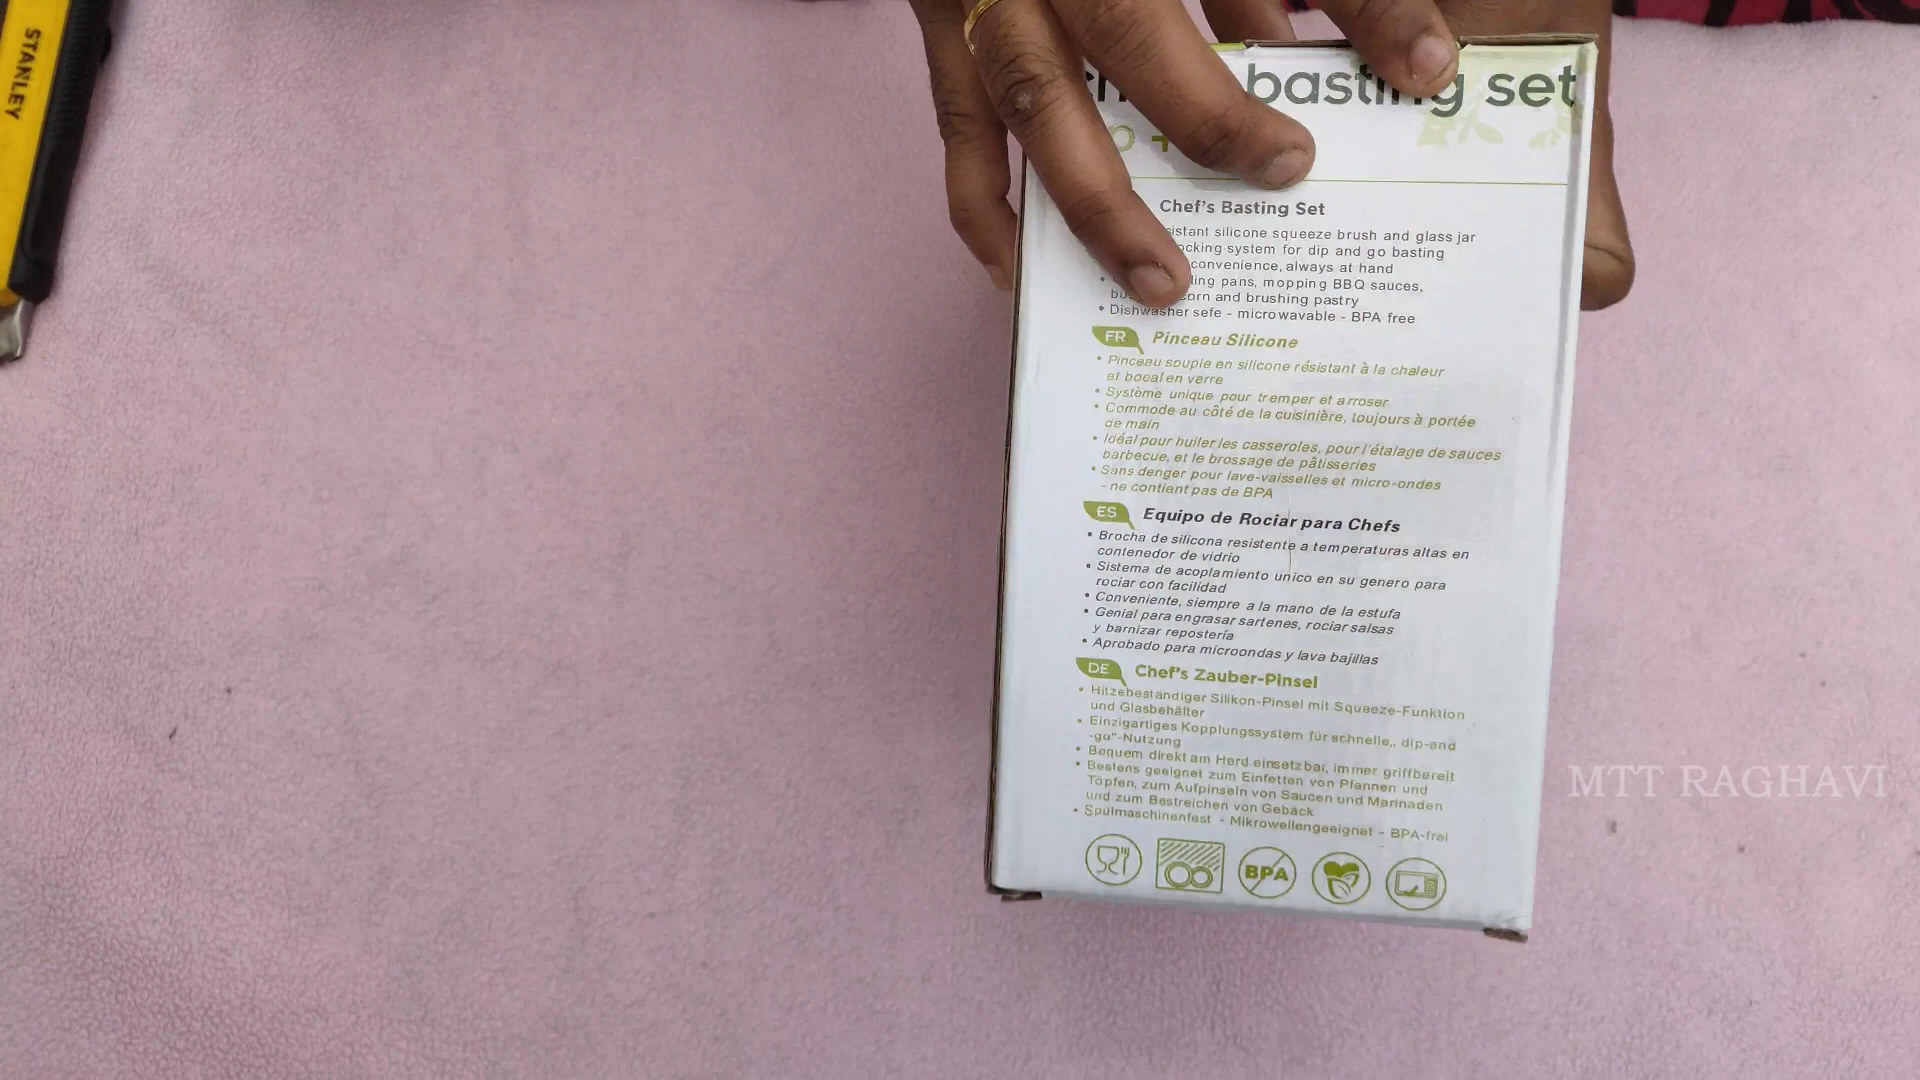 STANLEY
basting set
+
Chef's Basting Set
silicone squeeze brush and glass jar
system for dip and go basting
convenience, always at hand
pans, mopping BBQ sauces,
and brushing pastry
• Dishwasher sefe - microwavable - BPA free
FR Pinceau Silicone
• Pinceau souple en silicone résistant à la chaleur
et bocal en verre
• Système unique pour tremper et arroser
• Commode au côté de la cuisinière, toujours à portée
de main
• Idéal pour huiler les casseroles, pour l'étalage de sauces
barbecue, et le brossage de pâtisseries
• Sans denger pour lave-vaisselles et micro-ondes
- ne contient pas de BPA
ES Equipo de Rociar para Chefs
• Brocha de silicona resistente a temperaturas altas en
contenedor de vidrio
• Sistema de acoplamiento unico en su genero para
rociar con facilidad
• Conveniente, siempre a la mano de la estufa
• Genial para engrasar sartenes, rociar salsas
y barnizar repostería
• Aprobado para microondas y lava bajillas
DE Chef's Zauber-Pinsel
• Hitzebeständiger Silikon-Pinsel mit Squeeze-Funktion
und Glasbehälter
• Einzigartiges Kopplungssystem für schnelle,, dip-and
-go"-Nutzung
• Bequem direkt am Herd einsetzbar, immer griffbereit
• Bestens geeignet zum Einfetten von Pfannen und
Töpfen, zum Aufpinseln von Saucen und Marinaden
und zum Bestreichen von Gebäck
• Spülmaschinenfest - Mikrowellengeeignet - BPA-frei
BPA
MTT RAGHAVI